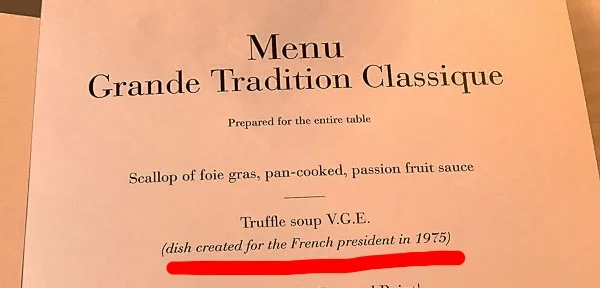 Menu
Grande Tradition Classique
Prepared for the entire table
Scallop of foie gras, pan-cooked, passion fruit sauce
Truffle soup V.G.E.
(dish created for the French president in 1975)